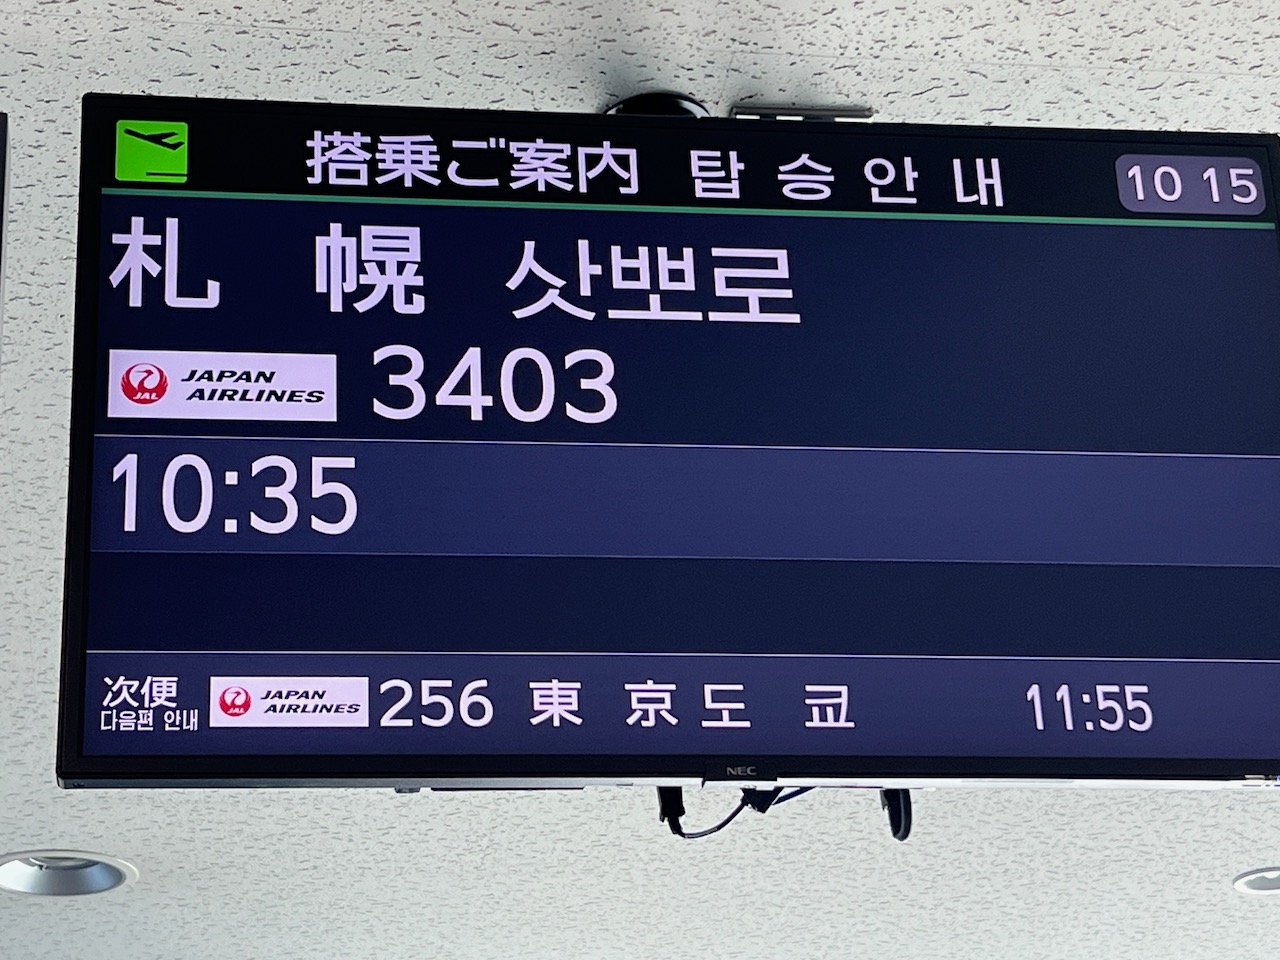 搭乗ご案内 탑승안내 10 15
札幌 삿뽀로
JAL JAPAN AIRLINES 3403
10:35
次便 다음편 안내 JAL JAPAN AIRLINES 256 東京 도쿄 11:55
NEC